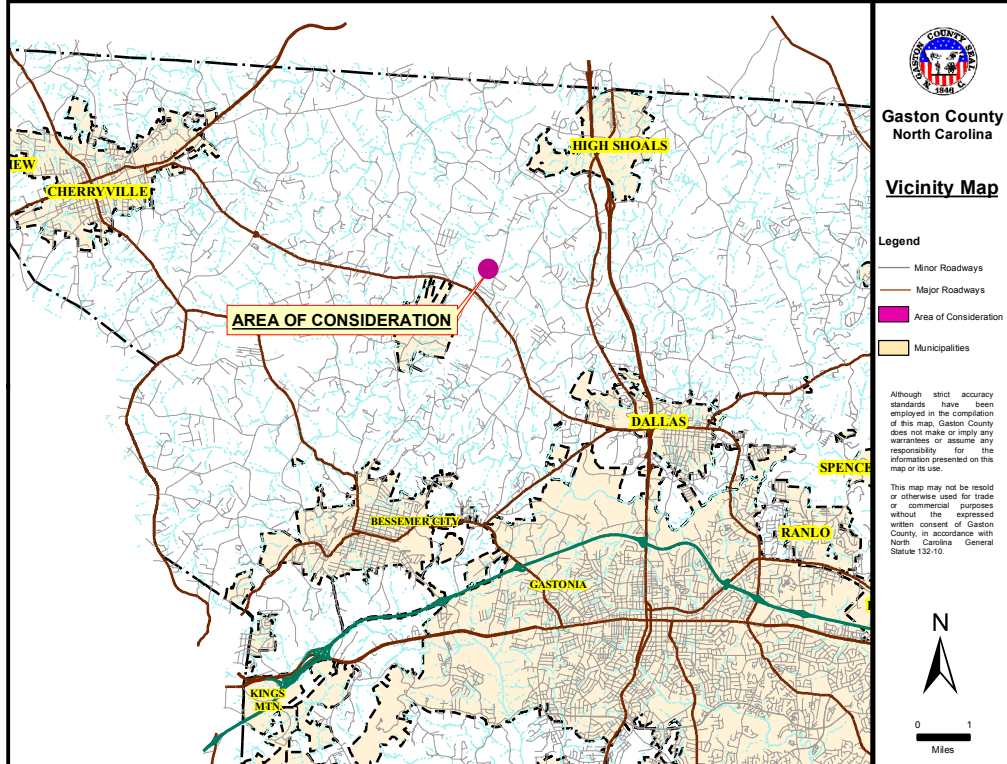 HIGH SHOALS
IEW
CHERRYVILLE
AREA OF CONSIDERATION
DALLAS
SPENCE
BESSEMER CITY
RANLO
GASTONIA
KINGS
MTN.
GASTON COUNTY SEAL
N. 1846 C.
Gaston County
North Carolina
Vicinity Map
Legend
Minor Roadways
Major Roadways
Area of Consideration
Municipalities
Although strict accuracy
standards have been
employed in the compilation
of this map, Gaston County
does not make or imply any
warrantees or assume any
responsibility for the
information presented on this
map or its use.
This map may not be resold
or otherwise used for trade
or commercial purposes
without the expressed
written consent of Gaston
County, in accordance with
North Carolina General
Statute 132-10.
N
0 1
Miles